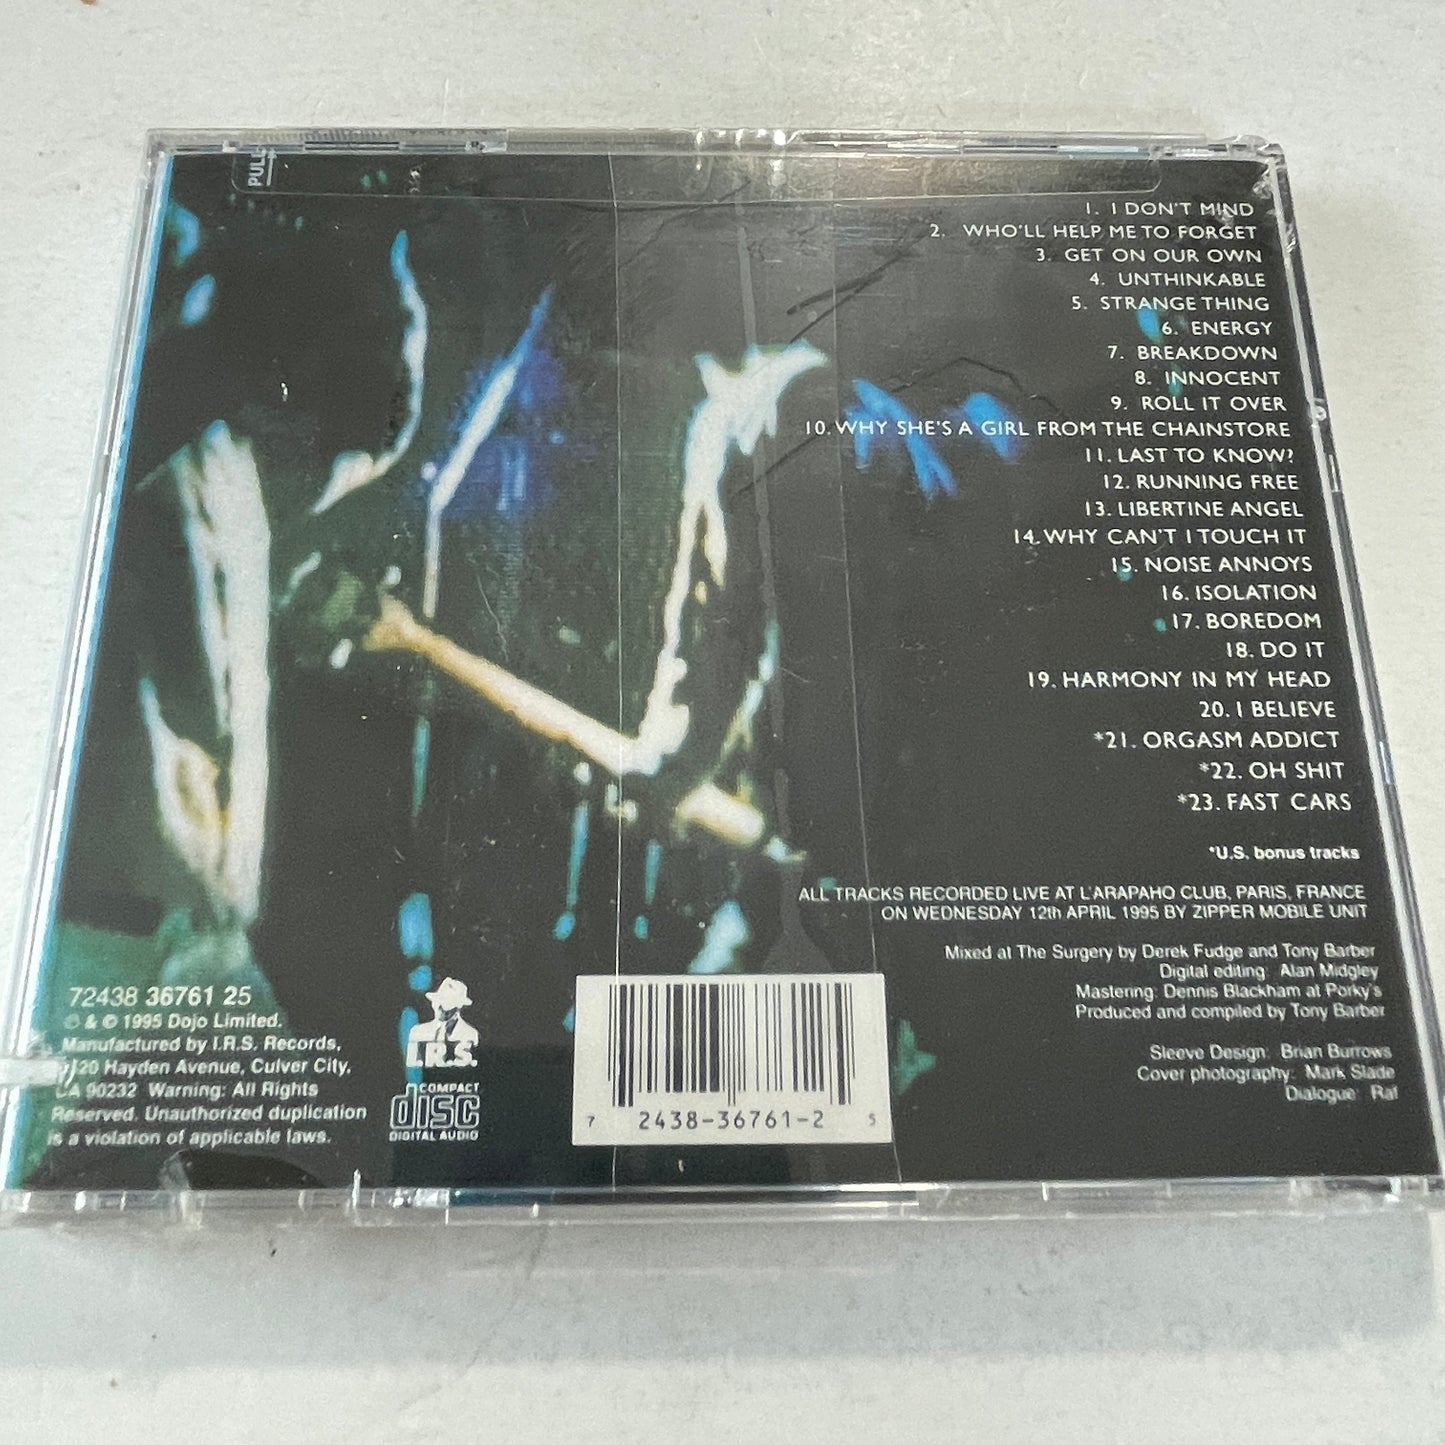 PULL
1. I DON'T MIND
2. WHO'LL HELP ME TO FORGET
3. GET ON OUR OWN
4. UNTHINKABLE
5. STRANGE THING
6. ENERGY
7. BREAKDOWN
8. INNOCENT
9. ROLL IT OVER
10. WHY SHE'S A GIRL FROM THE CHAINSTORE
11. LAST TO KNOW?
12. RUNNING FREE
13. LIBERTINE ANGEL
14. WHY CAN'T I TOUCH IT
15. NOISE ANNOYS
16. ISOLATION
17. BOREDOM
18. DO IT
19. HARMONY IN MY HEAD
20. I BELIEVE
*21. ORGASM ADDICT
*22. OH SHIT
*23. FAST CARS
*U.S. bonus tracks
ALL TRACKS RECORDED LIVE AT L'ARAPAHO CLUB, PARIS, FRANCE
ON WEDNESDAY 12th APRIL 1995 BY ZIPPER MOBILE UNIT
Mixed at The Surgery by Derek Fudge and Tony Barber
Digital editing: Alan Midgley
Mastering: Dennis Blackham at Porky's
Produced and compiled by Tony Barber
Sleeve Design: Brian Burrows
Cover photography: Mark Slade
Dialogue: Raf
72438 36761 25
℗ & © 1995 Dojo Limited.
Manufactured by I.R.S. Records,
Hayden Avenue, Culver City,
CA 90232 Warning: All Rights
Reserved. Unauthorized duplication
is a violation of applicable laws.
I.R.S.
COMPACT
disc
DIGITAL AUDIO
7 2438-36761-2 5